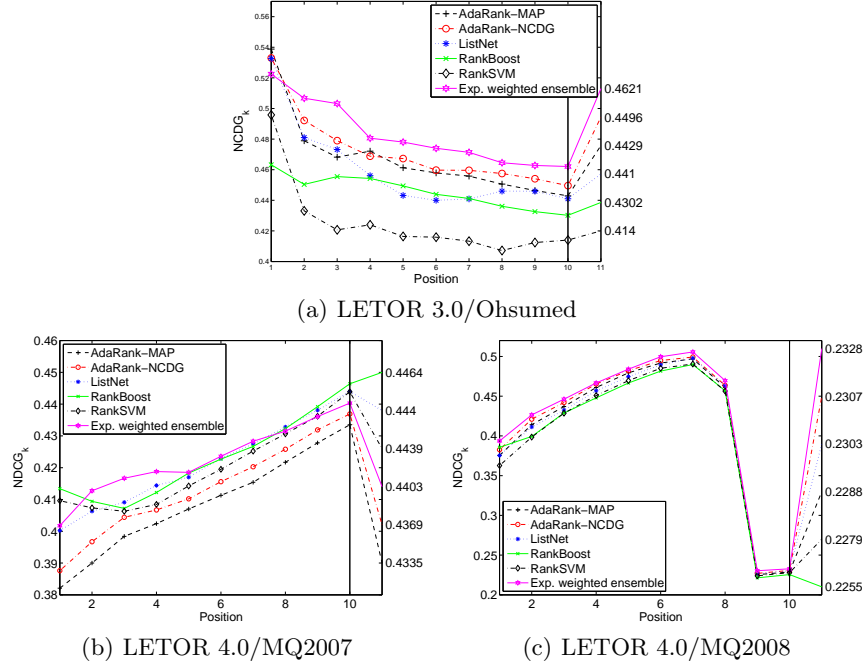 0.56
0.54
0.52
0.5
0.48
0.46
0.44
0.42
0.4
NCDG_k
AdaRank−MAP
AdaRank−NCDG
ListNet
RankBoost
RankSVM
Exp. weighted ensemble
0.4621
0.4496
0.4429
0.441
0.4302
0.414
1 2 3 4 5 6 7 8 9 10 11
Position
(a) LETOR 3.0/Ohsumed
0.46
0.45
0.44
0.43
0.42
0.41
0.4
0.39
0.38
NDCG_k
AdaRank−MAP
AdaRank−NCDG
ListNet
RankBoost
RankSVM
Exp. weighted ensemble
0.4464
0.444
0.4439
0.4403
0.4369
0.4335
2 4 6 8 10
Position
(b) LETOR 4.0/MQ2007
0.5
0.45
0.4
0.35
0.3
0.25
0.2
NDCG_k
AdaRank−MAP
AdaRank−NCDG
ListNet
RankBoost
RankSVM
Exp. weighted ensemble
0.2328
0.2307
0.2303
0.2288
0.2279
0.2255
2 4 6 8 10
Position
(c) LETOR 4.0/MQ2008